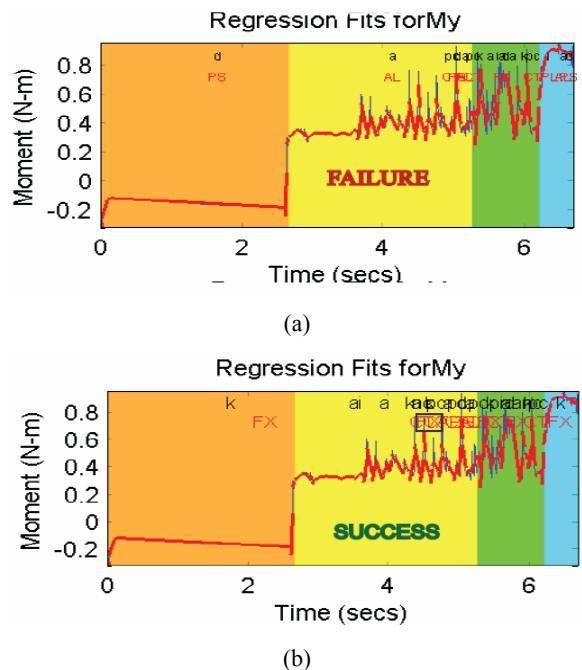 Regression Fits forMy
Moment (N-m)
0.8
0.6
0.4
0.2
0
-0.2
d
a
PS
AL
FAILURE
0
2
4
6
Time (secs)
(a)
Regression Fits forMy
Moment (N-m)
0.8
0.6
0.4
0.2
0
-0.2
k
ai
a
k
FX
SUCCESS
0
2
4
6
Time (secs)
(b)